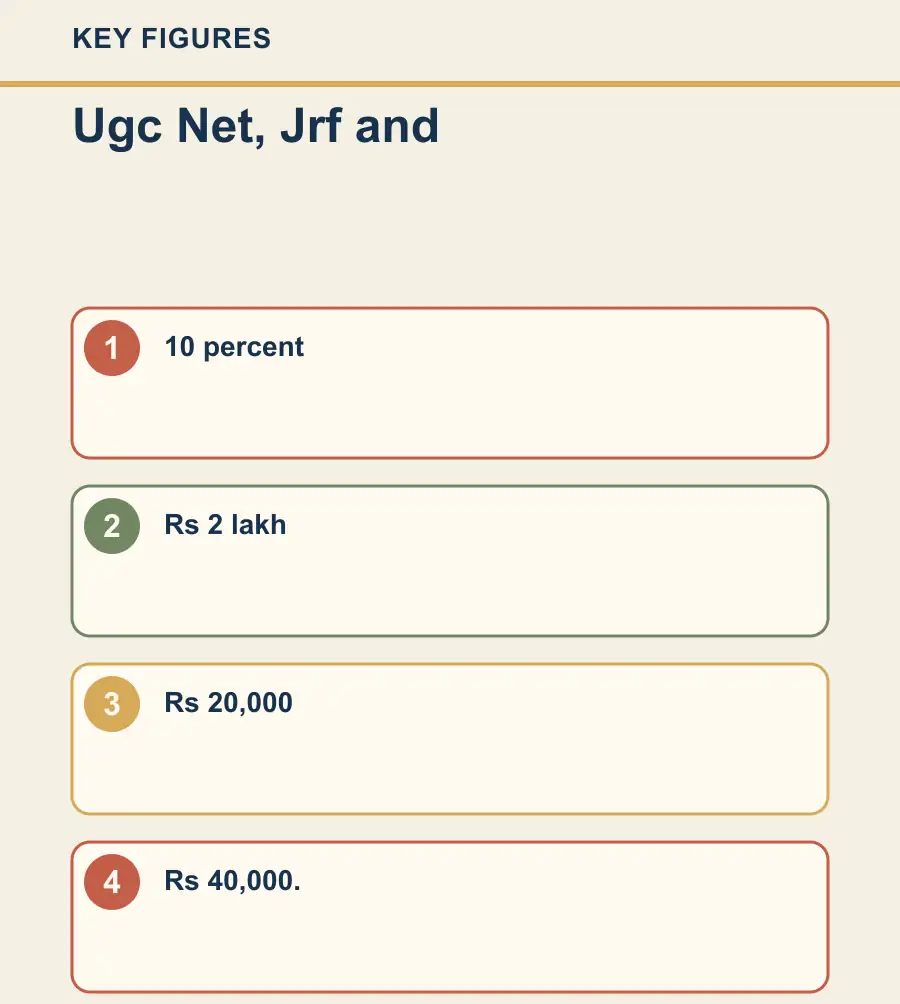 KEY FIGURES
Ugc Net, Jrf and
1 10 percent
2 Rs 2 lakh
3 Rs 20,000
4 Rs 40,000.